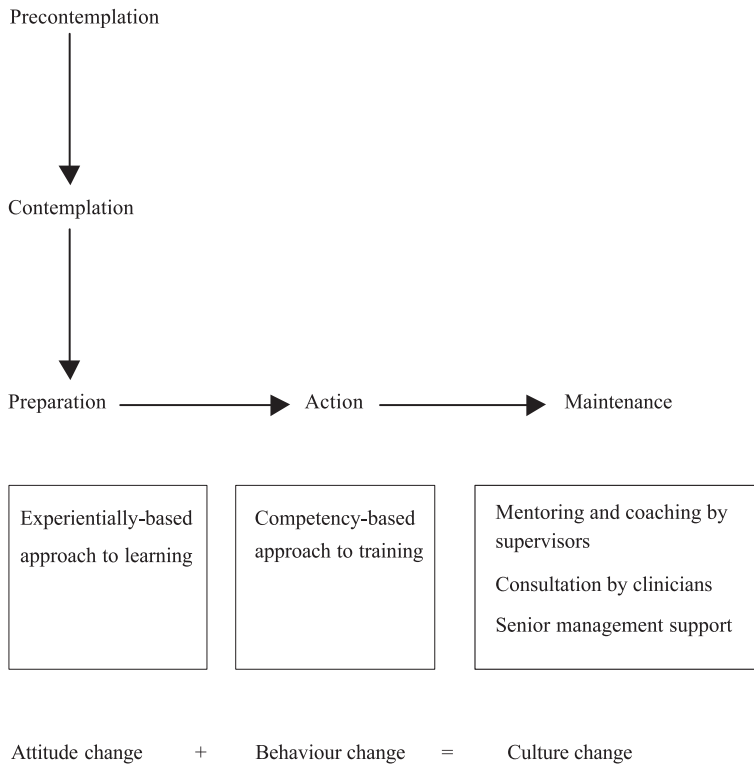 Precontemplation
Contemplation
Preparation Action Maintenance
Experientially-based
approach to learning
Competency-based
approach to training
Mentoring and coaching by
supervisors
Consultation by clinicians
Senior management support
Attitude change + Behaviour change = Culture change